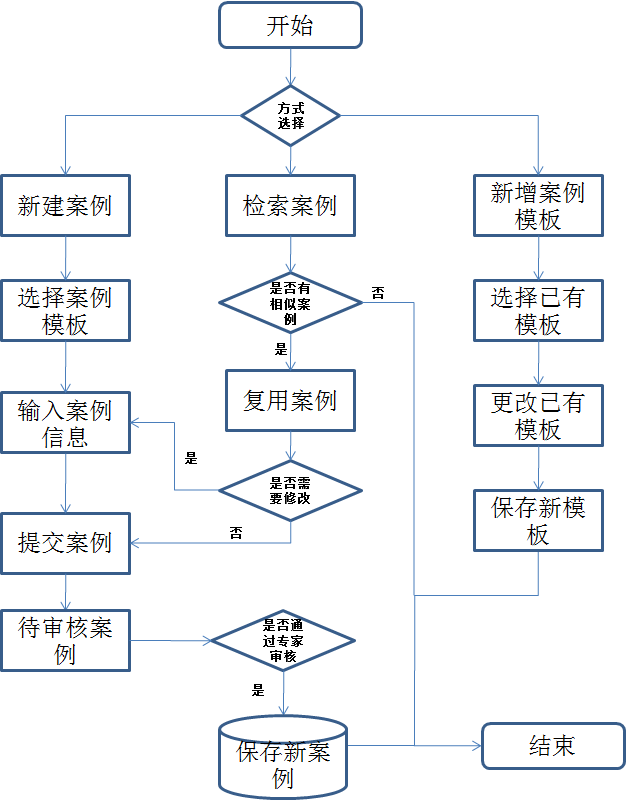 开始
方式
选择
新建案例
检索案例
新增案例
模板
选择案例
模板
是否有
相似案
例
否
选择已有
模板
是
输入案例
信息
复用案例
更改已有
模板
是
是否需
要修改
保存新模
板
否
提交案例
待审核案
例
是否通
过专家
审核
是
保存新案
例
结束